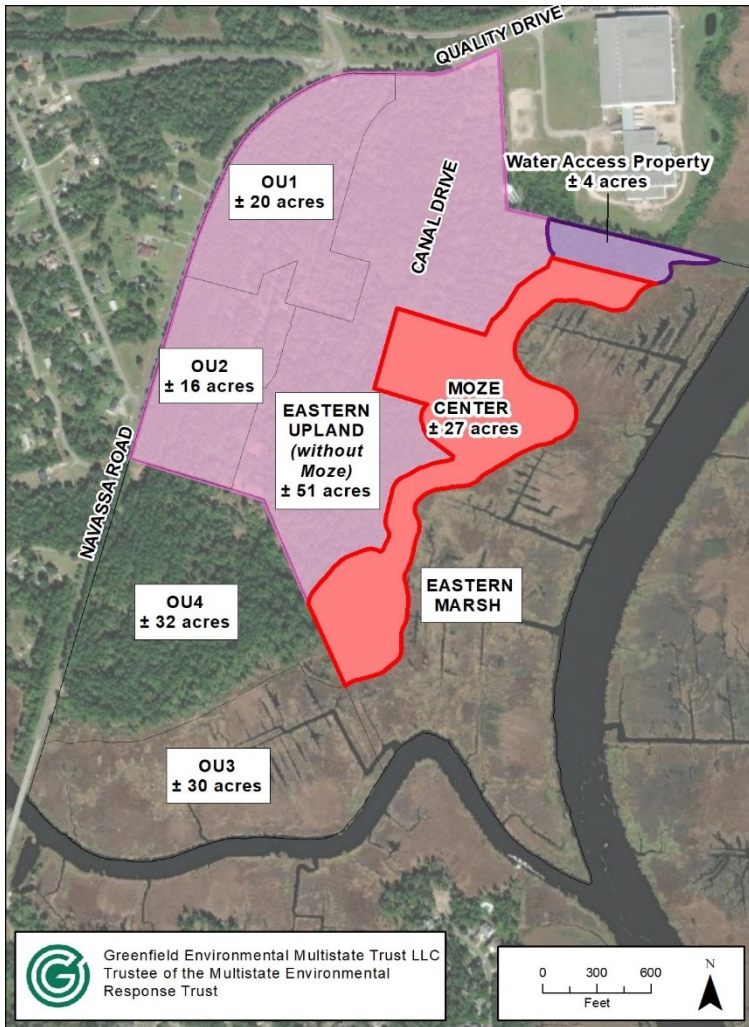 QUALITY DRIVE
Water Access Property
± 4 acres
OU1
± 20 acres
CANAL DRIVE
OU2
± 16 acres
EASTERN
UPLAND
(without
Moze)
± 51 acres
MOZE
CENTER
± 27 acres
NAVASSA ROAD
OU4
± 32 acres
EASTERN
MARSH
OU3
± 30 acres
Greenfield Environmental Multistate Trust LLC
Trustee of the Multistate Environmental
Response Trust
0 300 600
Feet
N